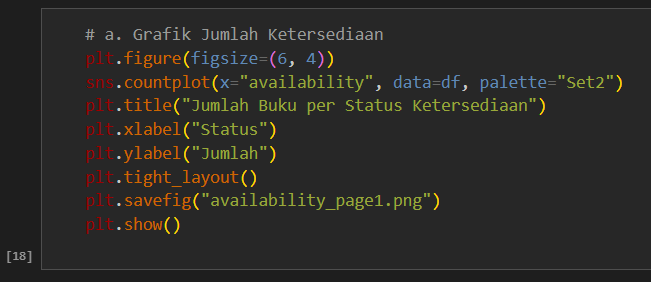 # a. Grafik Jumlah Ketersediaan
plt.figure(figsize=(6, 4))
sns.countplot(x="availability", data=df, palette="Set2")
plt.title("Jumlah Buku per Status Ketersediaan")
plt.xlabel("Status")
plt.ylabel("Jumlah")
plt.tight_layout()
plt.savefig("availability_page1.png")
plt.show()
[18]